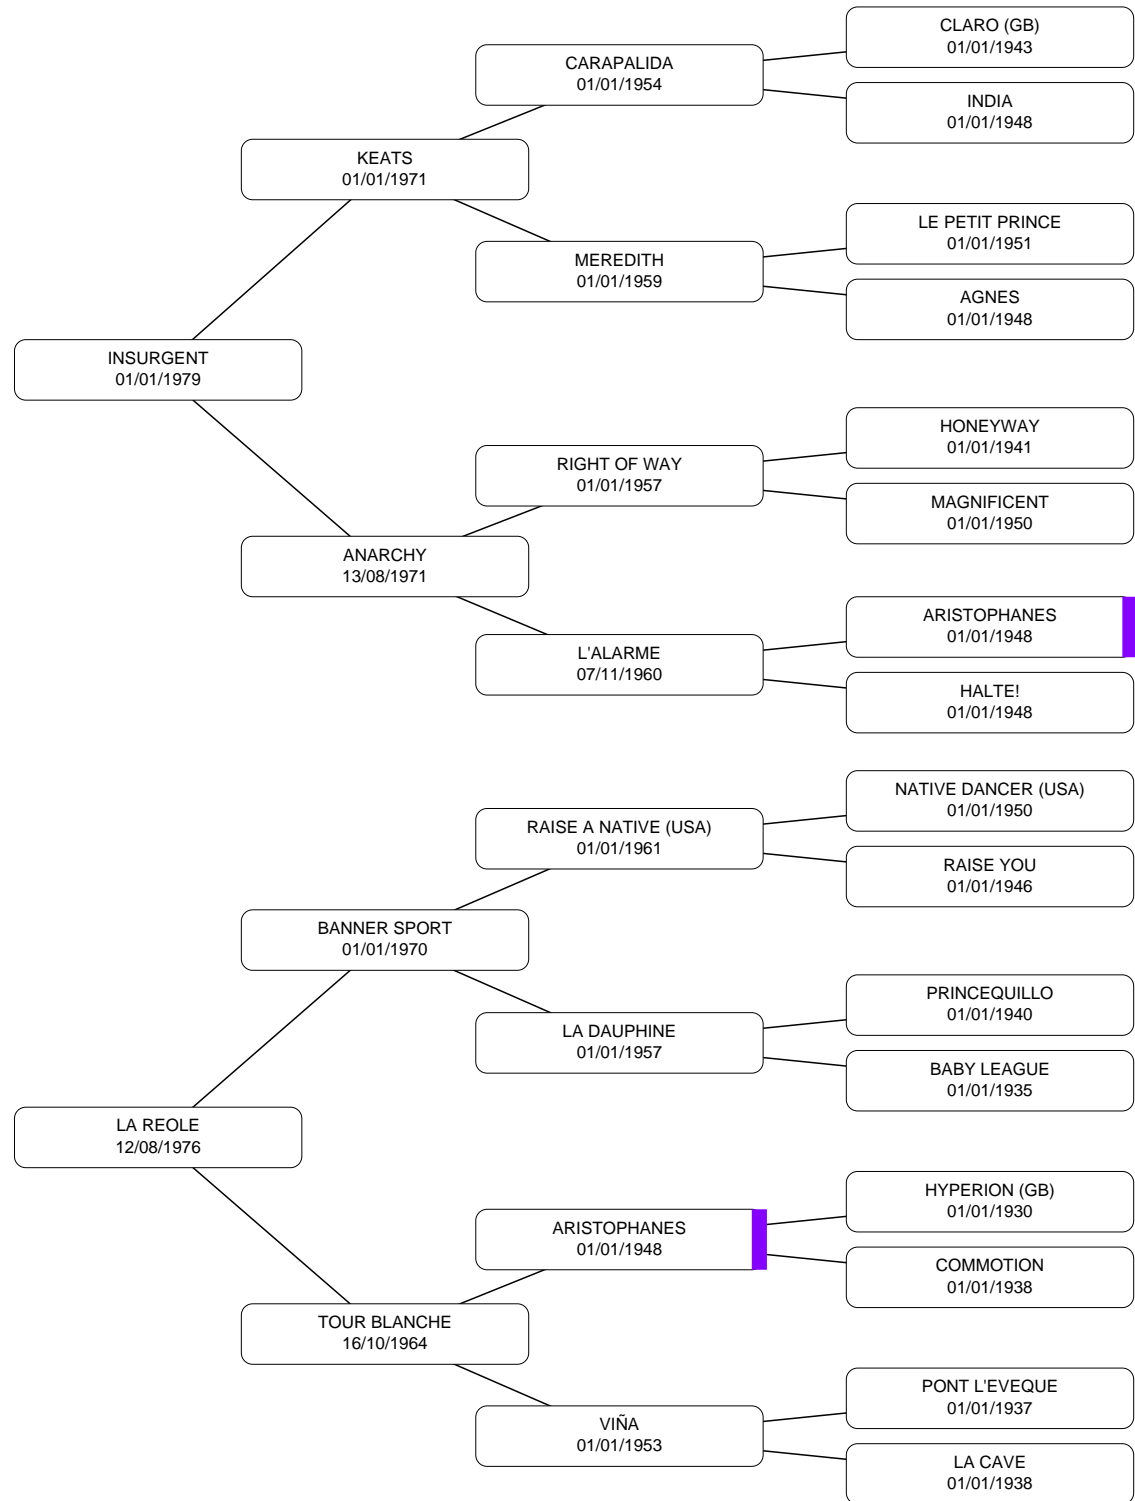 CLARO (GB)
01/01/1943
CARAPALIDA
01/01/1954
INDIA
01/01/1948
KEATS
01/01/1971
LE PETIT PRINCE
01/01/1951
MEREDITH
01/01/1959
AGNES
01/01/1948
INSURGENT
01/01/1979
HONEYWAY
01/01/1941
RIGHT OF WAY
01/01/1957
MAGNIFICENT
01/01/1950
ANARCHY
13/08/1971
ARISTOPHANES
01/01/1948
L'ALARME
07/11/1960
HALTE!
01/01/1948
NATIVE DANCER (USA)
01/01/1950
RAISE A NATIVE (USA)
01/01/1961
RAISE YOU
01/01/1946
BANNER SPORT
01/01/1970
PRINCEQUILLO
01/01/1940
LA DAUPHINE
01/01/1957
BABY LEAGUE
01/01/1935
LA REOLE
12/08/1976
HYPERION (GB)
01/01/1930
ARISTOPHANES
01/01/1948
COMMOTION
01/01/1938
TOUR BLANCHE
16/10/1964
PONT L'EVEQUE
01/01/1937
VIÑA
01/01/1953
LA CAVE
01/01/1938